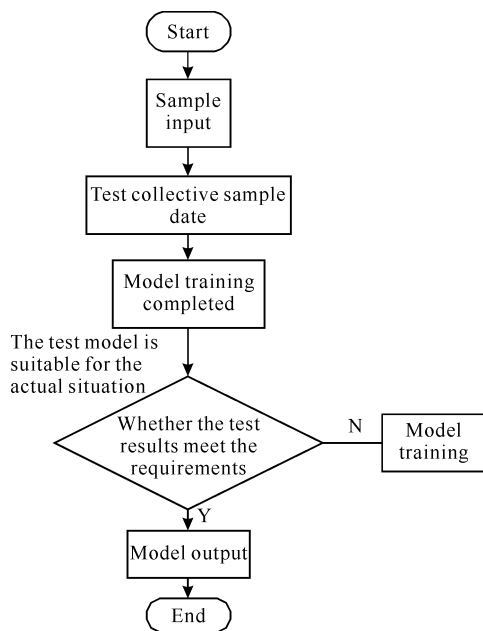 Start
Sample
input
Test collective sample
date
Model training
completed
The test model is
suitable for the
actual situation
Whether the test
results meet the
requirements
N
Model
training
Y
Model output
End